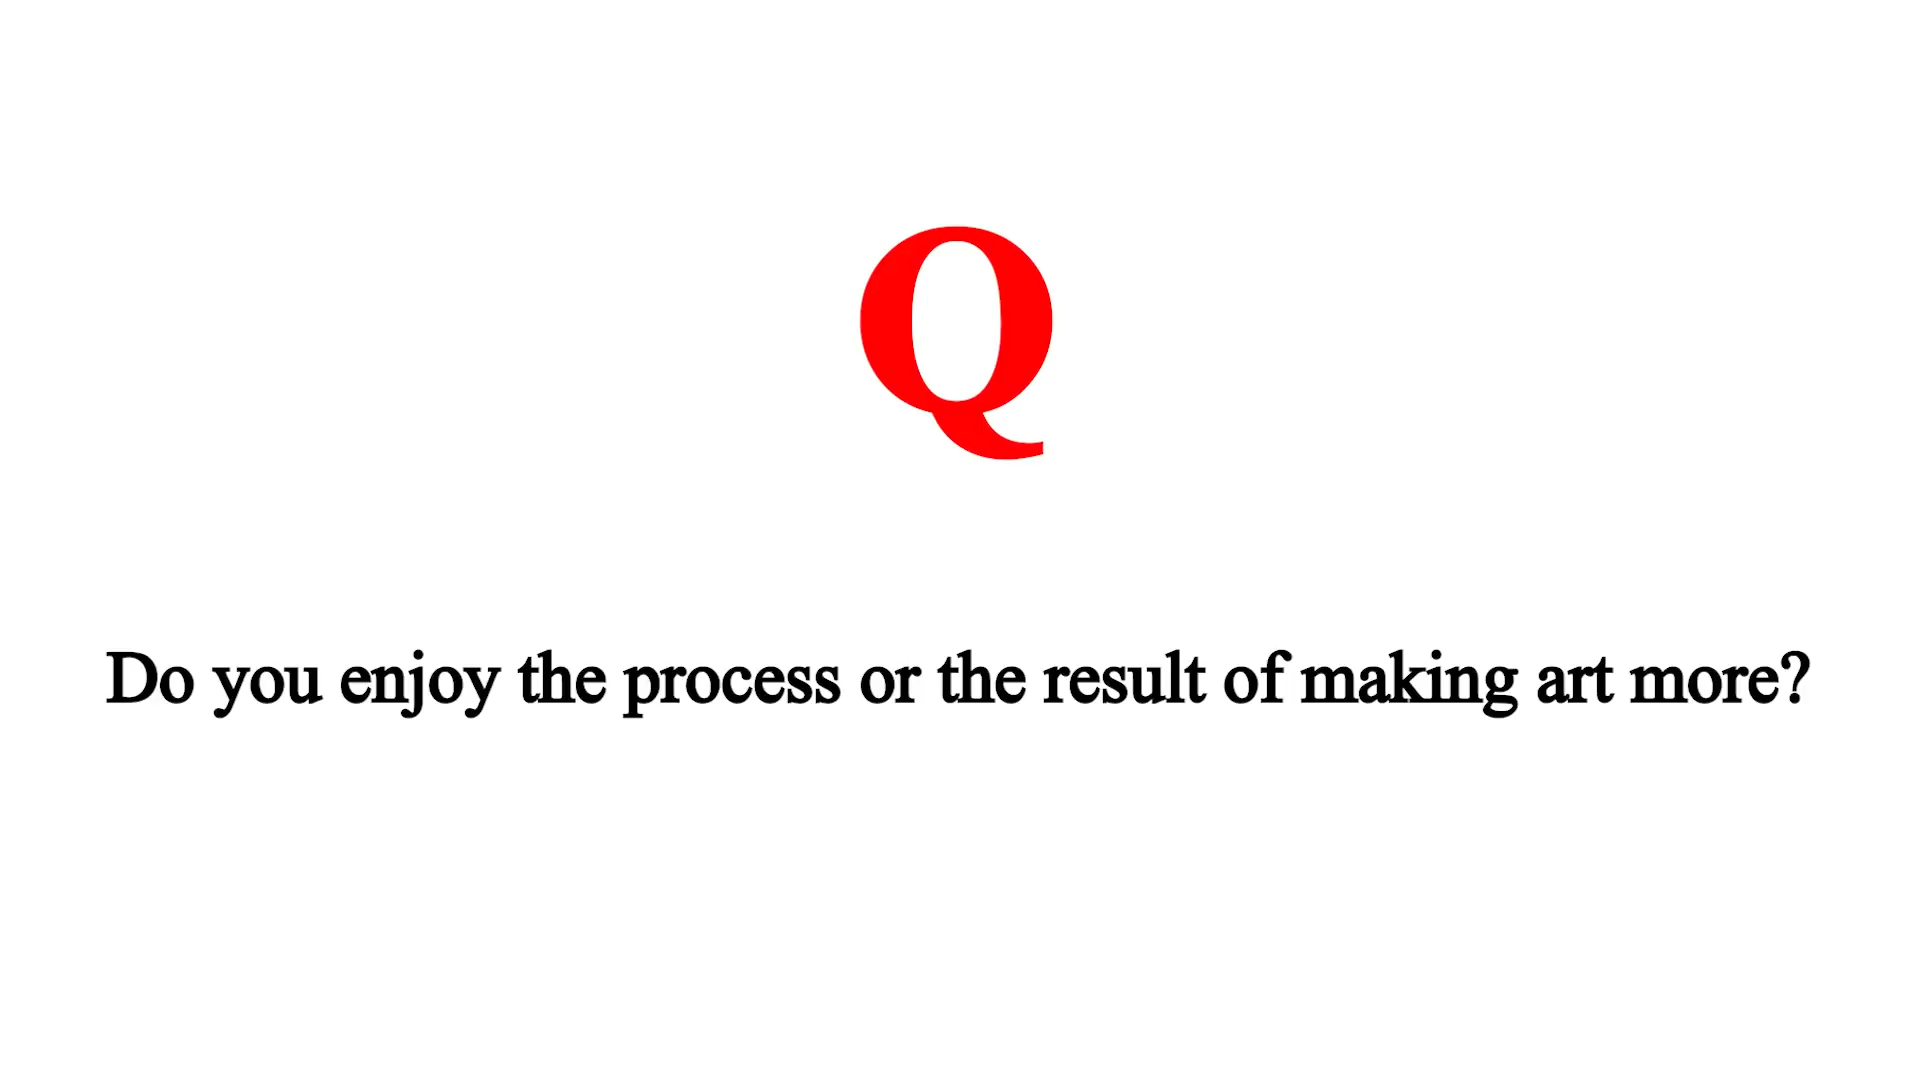 Q
Do you enjoy the process or the result of making art more?